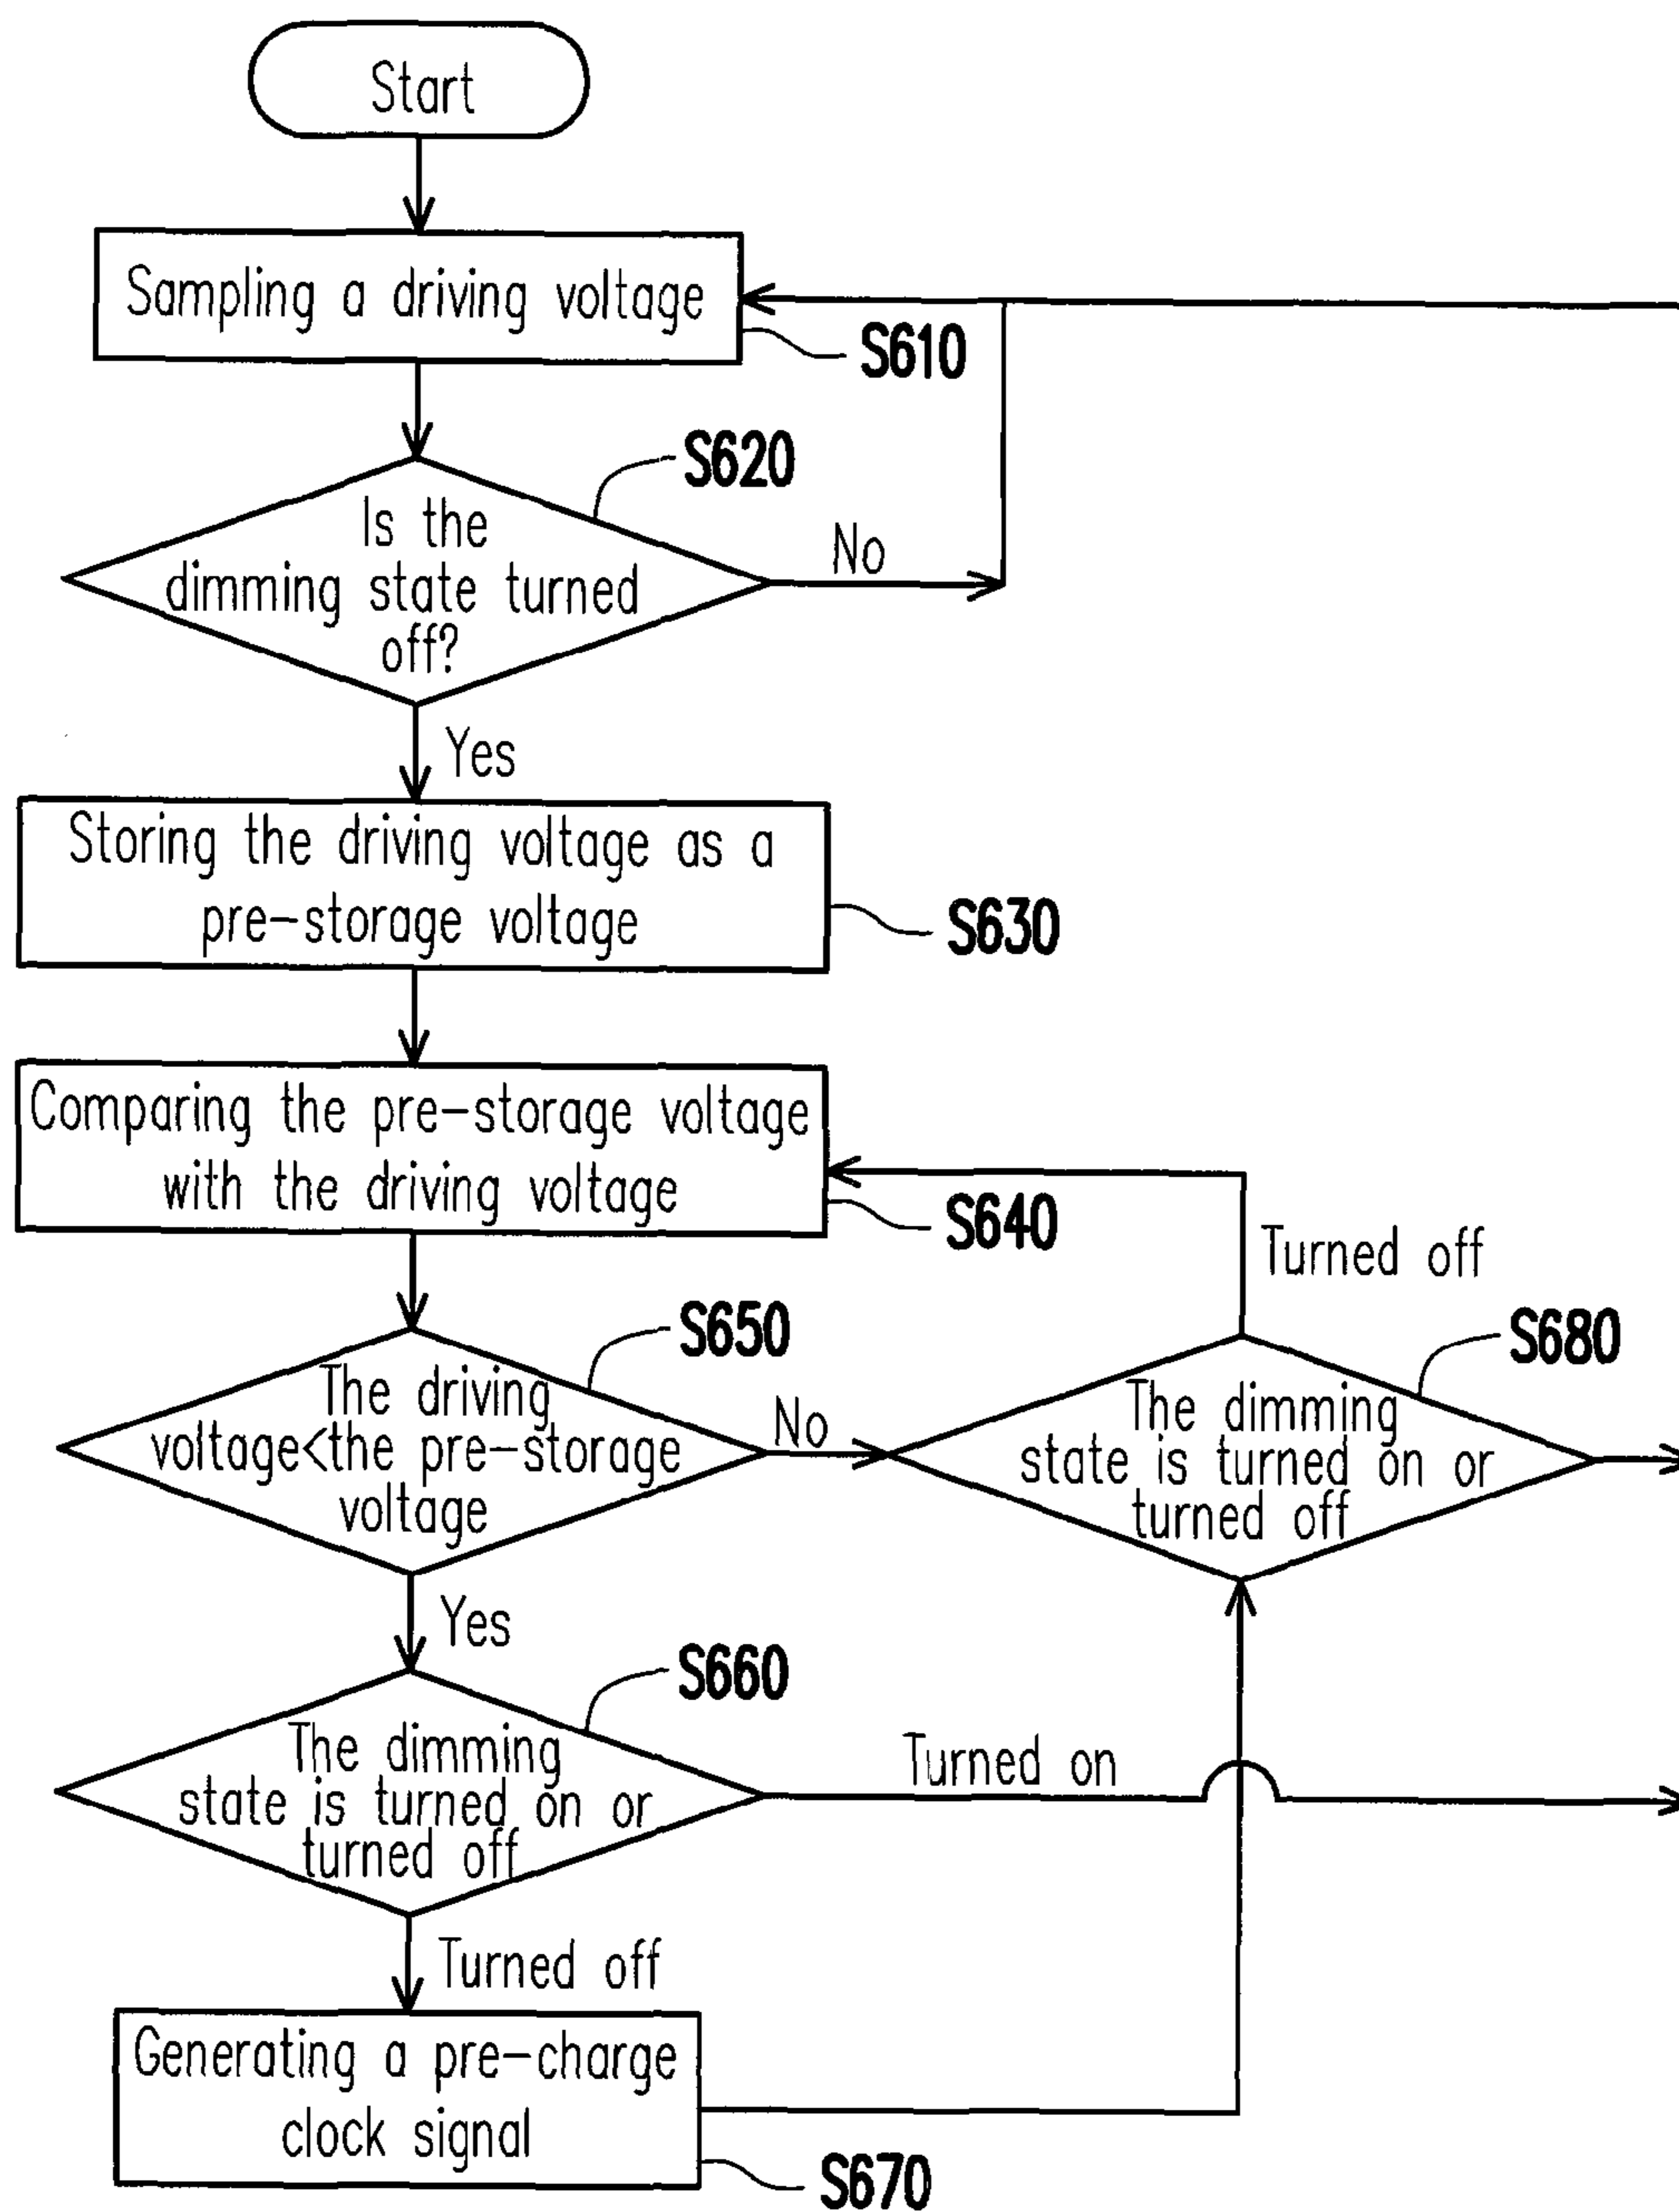 Start
Sampling a driving voltage
S610
S620
Is the
dimming state turned
off?
No
Yes
Storing the driving voltage as a
pre-storage voltage
S630
Comparing the pre-storage voltage
with the driving voltage
S640
Turned off
S650
The driving
voltage<the pre-storage
voltage
No
S680
The dimming
state is turned on or
turned off
Yes
S660
The dimming
state is turned on or
turned off
Turned on
Turned off
Generating a pre-charge
clock signal
S670